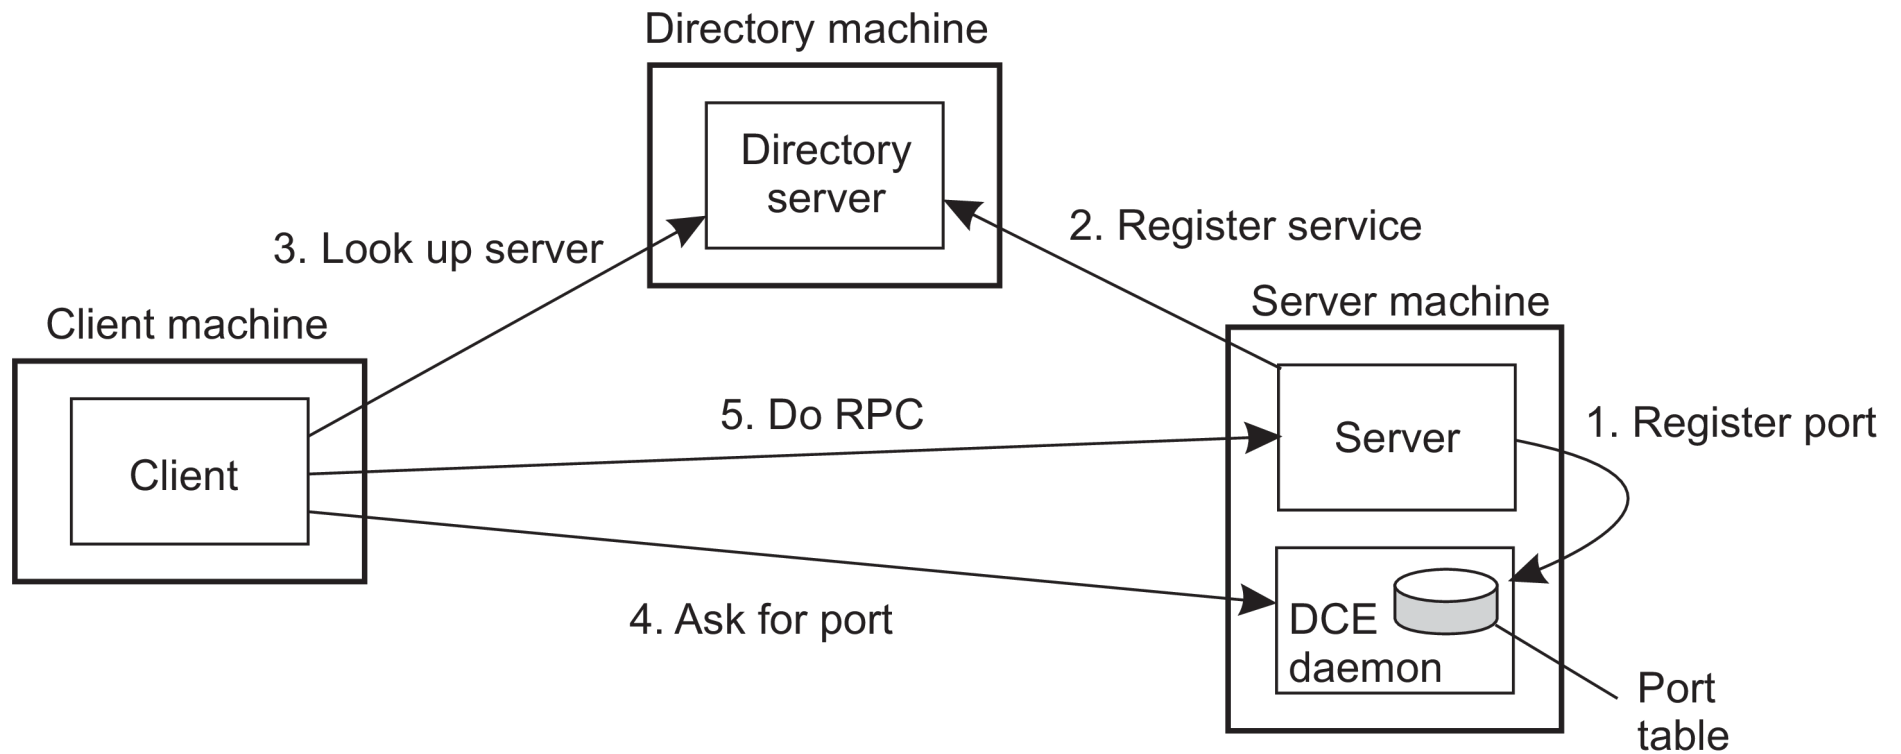 Directory machine
Directory
server
2. Register service
3. Look up server
Server machine
Client machine
5. Do RPC
1. Register port
Server
Client
4. Ask for port
DCE
daemon
Port
table